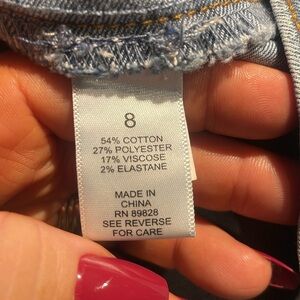 8
54% COTTON
27% POLYESTER
17% VISCOSE
2% ELASTANE
MADE IN
CHINA
RN 89828
SEE REVERSE
FOR CARE